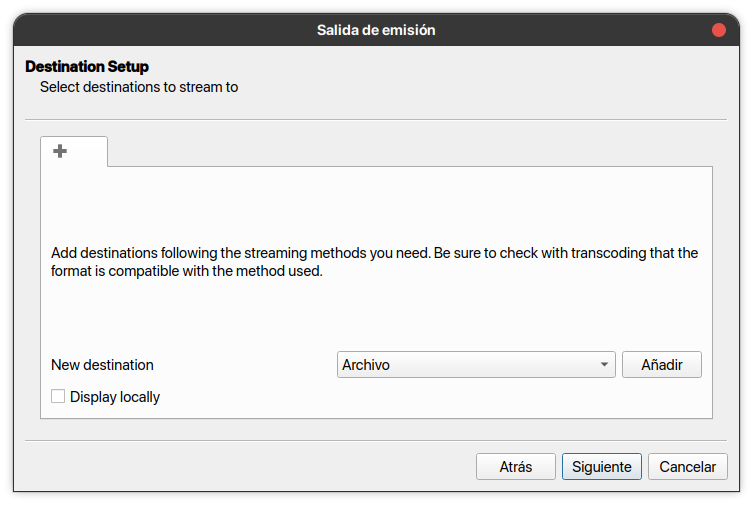 Salida de emisión
Destination Setup
Select destinations to stream to
Add destinations following the streaming methods you need. Be sure to check with transcoding that the
format is compatible with the method used.
New destination
Archivo
Añadir
Display locally
Atrás
Siguiente
Cancelar